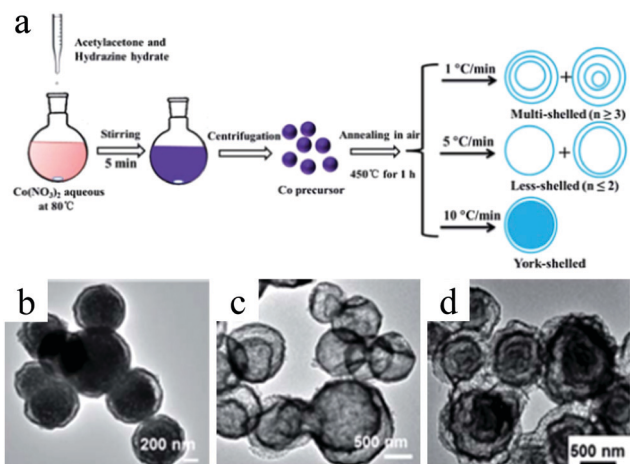 a
Acetylacetone and
Hydrazine hydrate
Stirring
5 min
Centrifugation
Annealing in air
450℃ for 1 h
Co(NO₃)₂ aqueous
at 80℃
Co precursor
1 °C/min
Multi-shelled (n ≥ 3)
5 °C/min
Less-shelled (n ≤ 2)
10 °C/min
York-shelled
b
200 nm
c
500 nm
d
500 nm